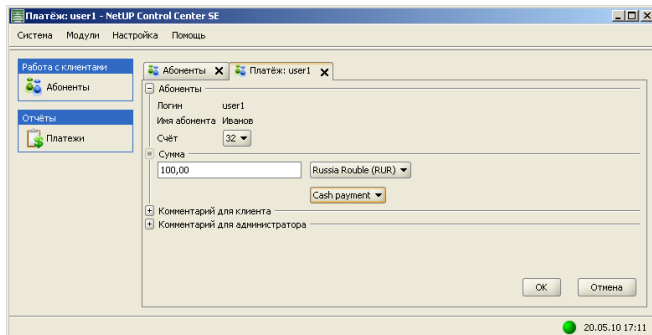 Платёж: user1 - NetUP Control Center SE
Система Модули Настройка Помощь
Работа с клиентами
Абоненты
Отчёты
Платежи
Абоненты Платёж: user1
Абоненты
Логин user1
Имя абонента Иванов
Счёт 32
Сумма
100,00 Russia Rouble (RUR)
Cash payment
Комментарий для клиента
Комментарий для администратора
OK Отмена
20.05.10 17:11